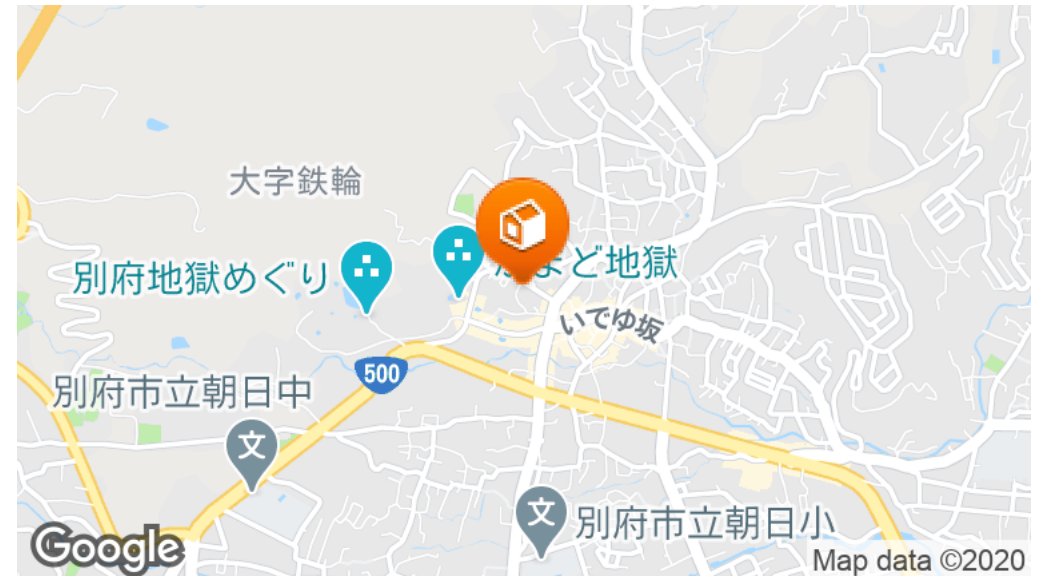 大字鉄輪
別府地獄めぐり
まど地獄
いでゆ坂
500
別府市立朝日中
文
文
別府市立朝日小
Google
Map data ©2020